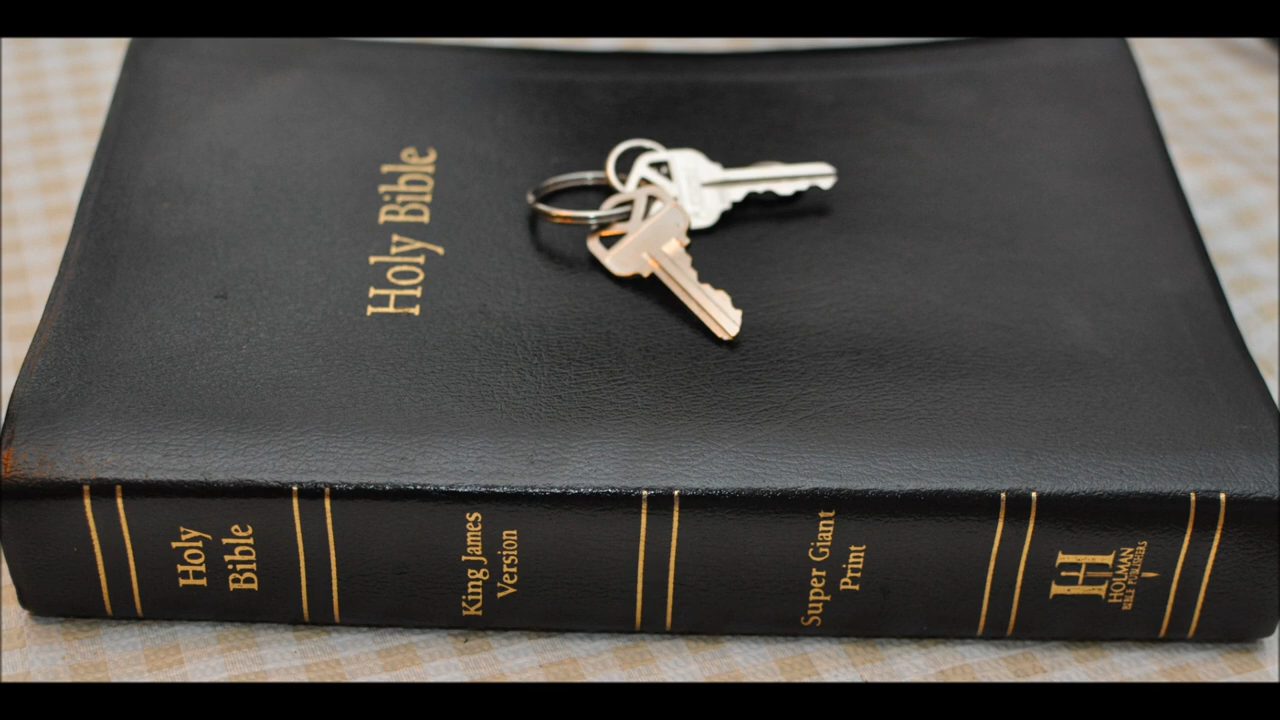 Holy Bible
Holy
Bible
King James
Version
Super Giant
Print
HOLMAN
BIBLE PUBLISHERS